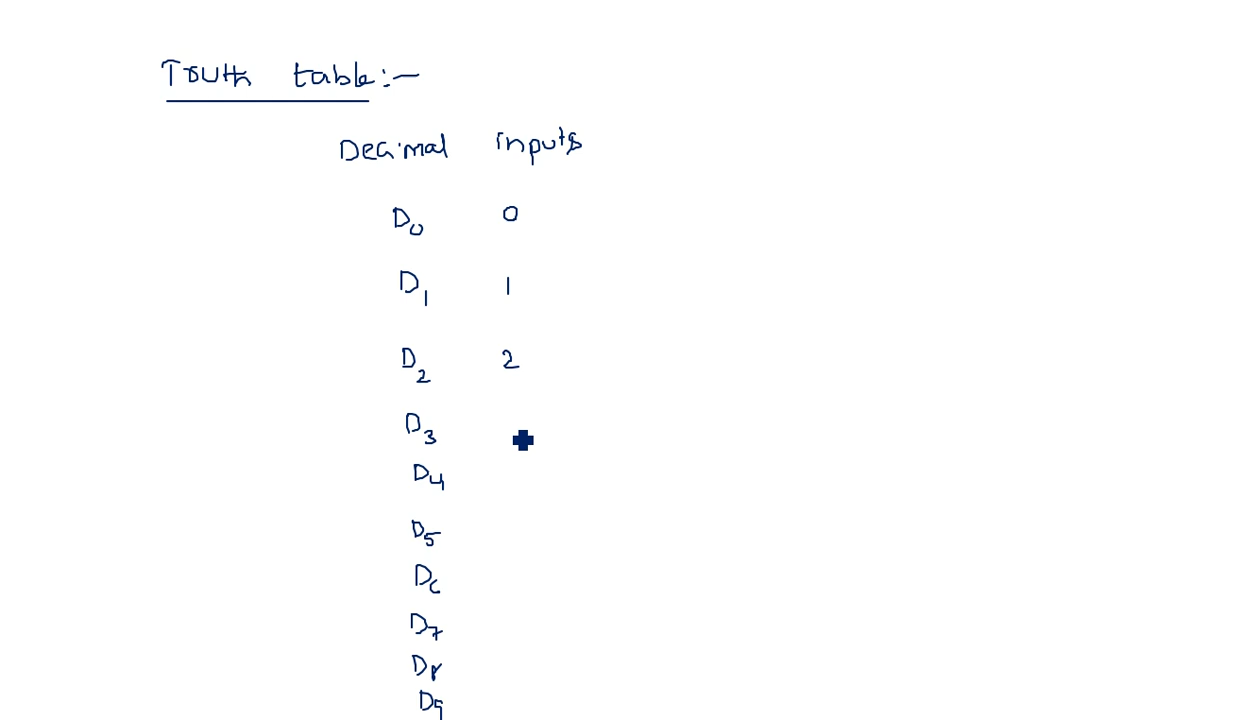 Truth table:-
Decimal inputs
D0 0
D1 1
D2 2
D3
D4
D5
D6
D7
D8
D9